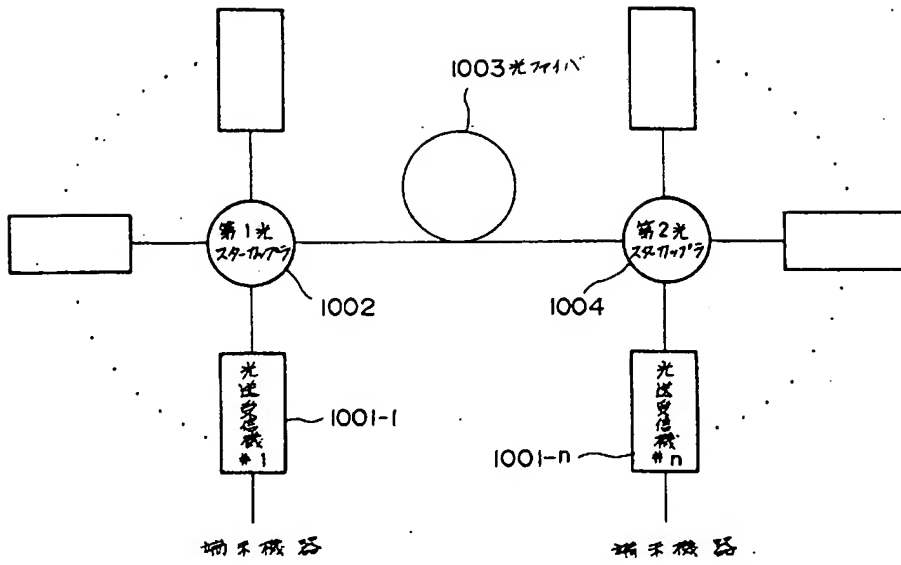 1003光ファイバ
第1光
スターカップラ
第2光
スターカップラ
1002
1004
光送受信機#1
1001-1
光送受信機#n
1001-n
端末機器
端末機器